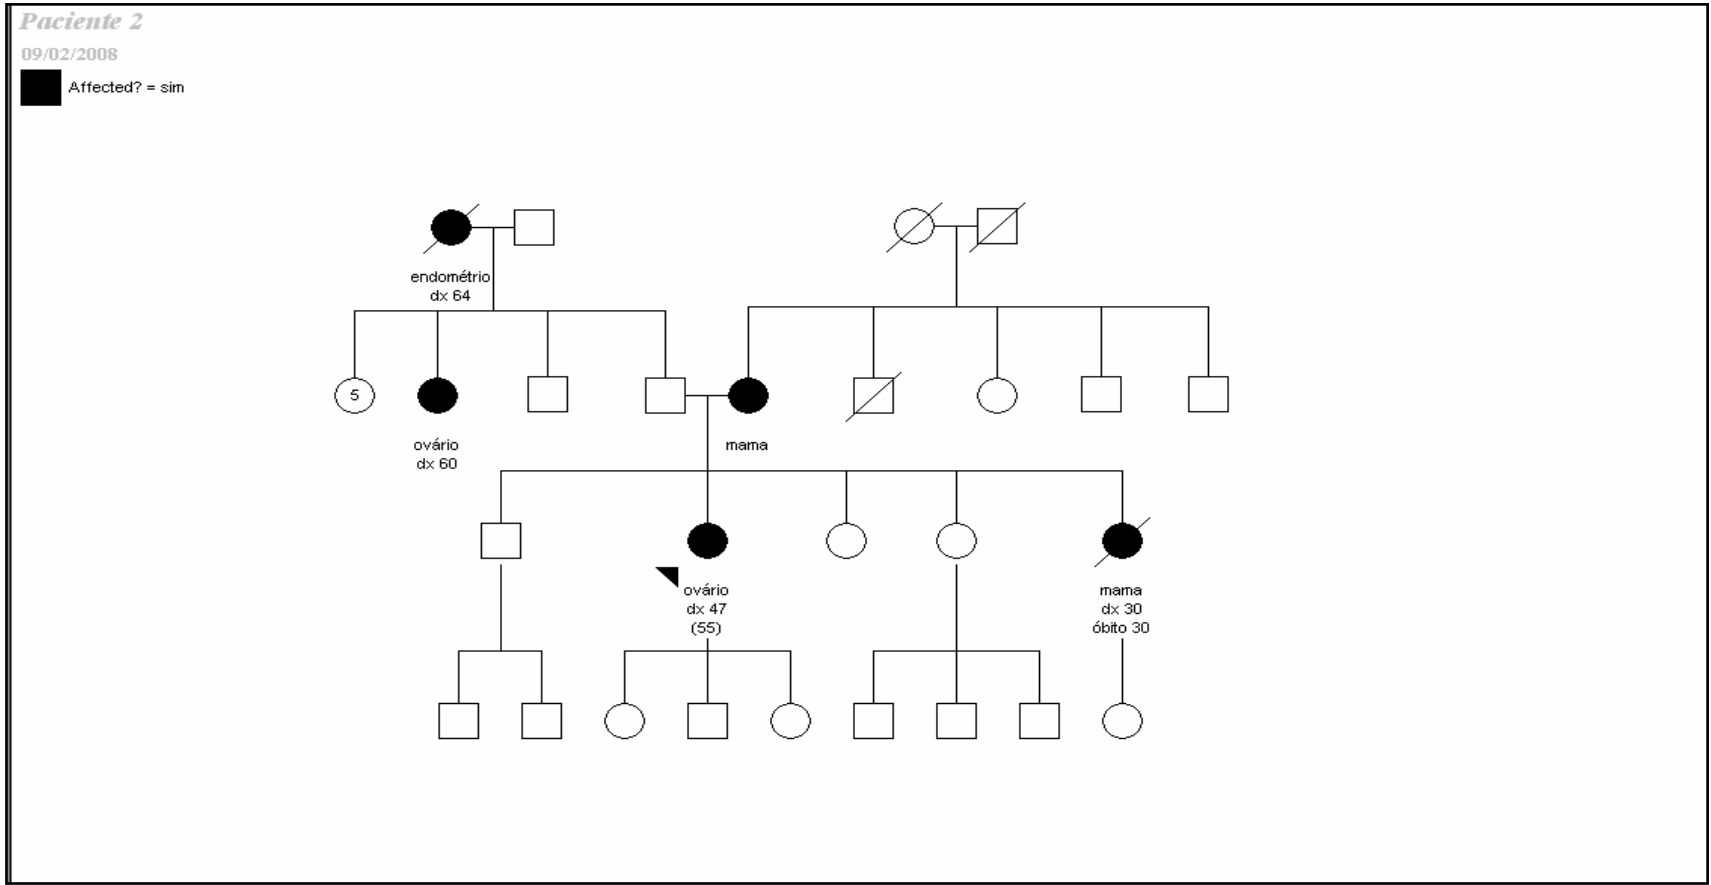 Paciente 2
09/02/2008
Affected? = sim
endométrio
dx 64
5
ovário
dx 60
mama
ovário
dx 47
(55)
mama
dx 30
óbito 30